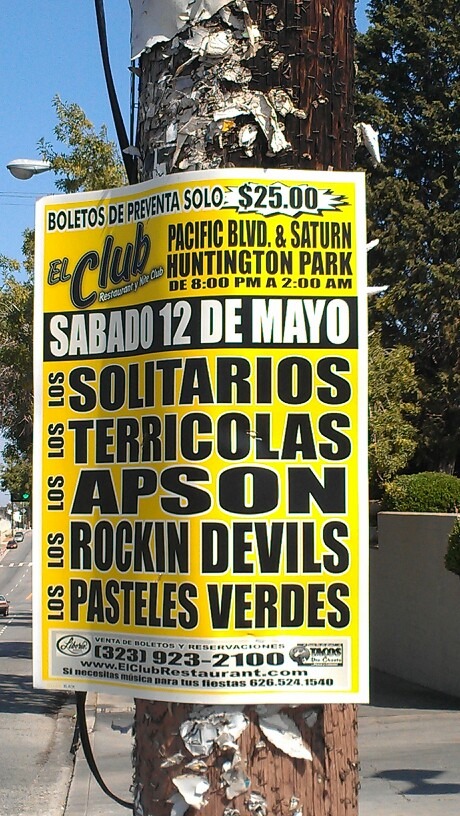 BOLETOS DE PREVENTA SOLO $25.00
EL Club
Restaurant y Nite Club
PACIFIC BLVD. & SATURN
HUNTINGTON PARK
DE 8:00 PM A 2:00 AM
SABADO 12 DE MAYO
LOS SOLITARIOS
LOS TERRICOLAS
LOS APSON
LOS ROCKIN DEVILS
LOS PASTELES VERDES
VENTA DE BOLETOS Y RESERVACIONES
(323) 923-2100
TACOS
www.ElClubRestaurant.com
Si necesitas música para tus fiestas 626.524.1540